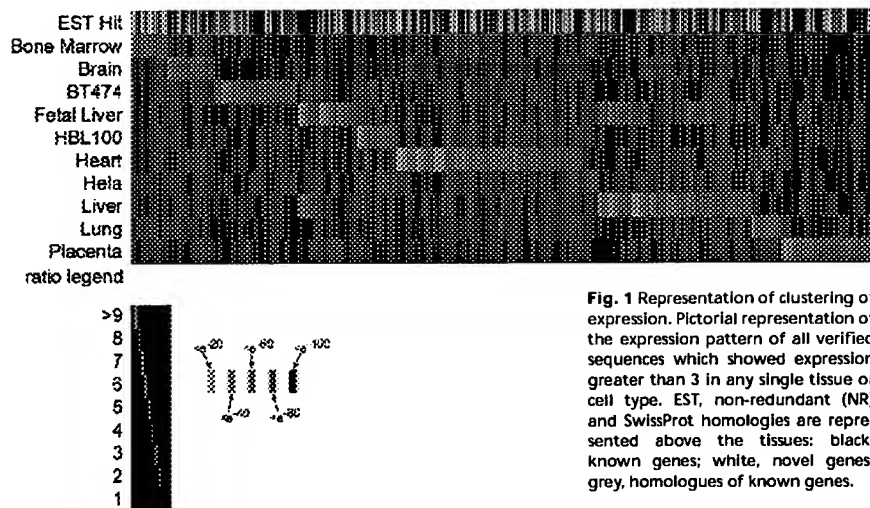 EST Hit
Bone Marrow
Brain
BT474
Fetal Liver
HBL100
Heart
Hela
Liver
Lung
Placenta
ratio legend
>9
8
7
6
5
4
3
2
1
Fig. 1 Representation of clustering of
expression. Pictorial representation of
the expression pattern of all verified
sequences which showed expression
greater than 3 in any single tissue or
cell type. EST, non-redundant (NR)
and SwissProt homologies are repre
sented above the tissues: black
known genes; white, novel genes
grey, homologues of known genes.